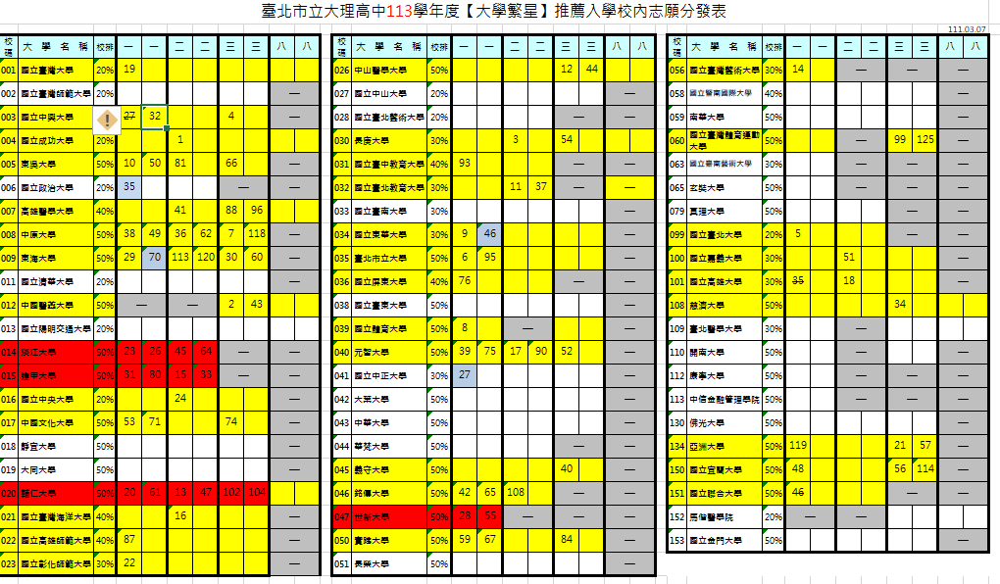 臺北市立大理高中113學年度【大學繁星】推薦入學校內志願分發表
111.03.07
校碼 大學名稱 校排 一 一 二 二 三 三 八 八
001 國立臺灣大學 20% 19
002 國立臺灣師範大學 20% —
003 國立中興大學 27 32 4
004 國立成功大學 20% 1
005 東吳大學 50% 10 50 81 66 —
006 國立政治大學 20% 35 — —
007 高雄醫學大學 40% 41 88 96
008 中原大學 50% 38 49 36 62 7 118 —
009 東海大學 50% 29 70 113 120 30 60 —
011 國立清華大學 20% —
012 中國醫藥大學 50% — — 2 43
013 國立陽明交通大學 20%
014 淡江大學 50% 23 26 45 64 — —
015 逢甲大學 50% 31 80 15 33 — —
016 國立中央大學 20% 24 —
017 中國文化大學 50% 53 71 74 —
018 靜宜大學 50% —
019 大同大學 50% —
020 輔仁大學 50% 20 61 13 47 102 104
021 國立臺灣海洋大學 40% 16 —
022 國立高雄師範大學 40% 87 —
023 國立彰化師範大學 30% 22 —
校碼 大學名稱 校排 一 一 二 二 三 三 八 八
026 中山醫學大學 50% 12 44
027 國立中山大學 20% —
028 國立臺北藝術大學 20% — —
030 長庚大學 30% 3 54
031 國立臺中教育大學 40% 93 — —
032 國立臺北教育大學 30% 11 37 — —
033 國立臺南大學 30% —
034 國立東華大學 30% 9 46 —
035 臺北市立大學 50% 6 95 —
036 國立屏東大學 40% 76 — —
038 國立臺東大學 50% —
039 國立體育大學 50% 8 — —
040 元智大學 50% 39 75 17 90 52 —
041 國立中正大學 30% 27 —
042 大葉大學 50% —
043 中華大學 50% —
044 華梵大學 50% — —
045 義守大學 50% 40 —
046 銘傳大學 50% 42 65 108 — —
047 世新大學 50% 28 55 — — —
050 實踐大學 50% 59 67 84 —
051 長榮大學 50% —
校碼 大學名稱 校排 一 一 二 二 三 三 八 八
056 國立臺灣藝術大學 30% 14 — — —
058 國立暨南國際大學 40% —
059 南華大學 50% —
060 國立臺灣體育運動大學 50% — 99 125 —
063 國立臺南藝術大學 30% — — —
065 玄奘大學 50% — — —
079 真理大學 50% — —
099 國立臺北大學 20% 5 — —
100 國立嘉義大學 30% 51 —
101 國立高雄大學 30% 35 18 —
108 慈濟大學 50% 34
109 臺北醫學大學 30% —
110 開南大學 50% — —
112 康寧大學 50% — — —
113 中信金融管理學院 50% — — —
130 佛光大學 50% —
134 亞洲大學 50% 119 21 57 —
150 國立宜蘭大學 50% 48 56 114 —
151 國立聯合大學 50% 46 — —
152 馬偕醫學院 20% — —
153 國立金門大學 50% —